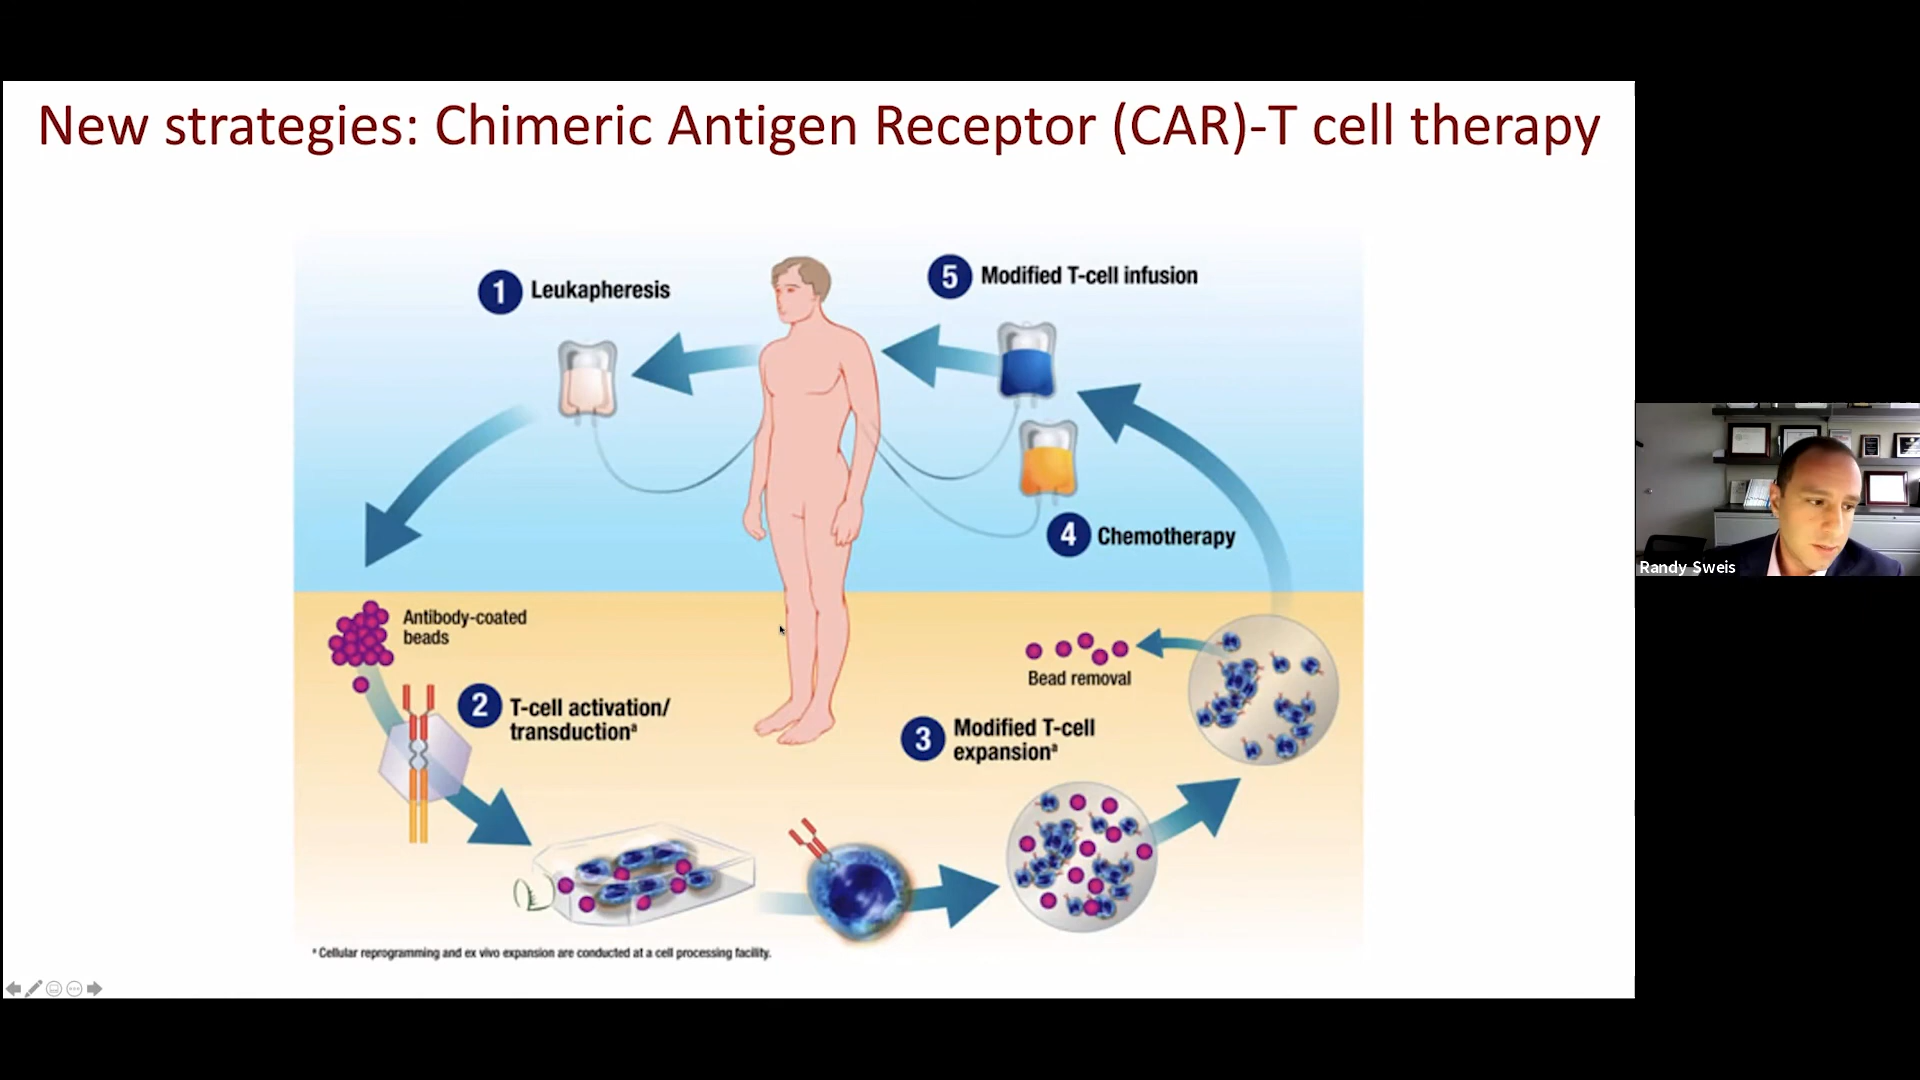 New strategies: Chimeric Antigen Receptor (CAR)-T cell therapy
1 Leukapheresis
5 Modified T-cell infusion
4 Chemotherapy
Antibody-coated
beads
2 T-cell activation/
transductionª
Bead removal
3 Modified T-cell
expansionª
ª Cellular reprogramming and ex vivo expansion are conducted at a cell processing facility.
Randy Sweis